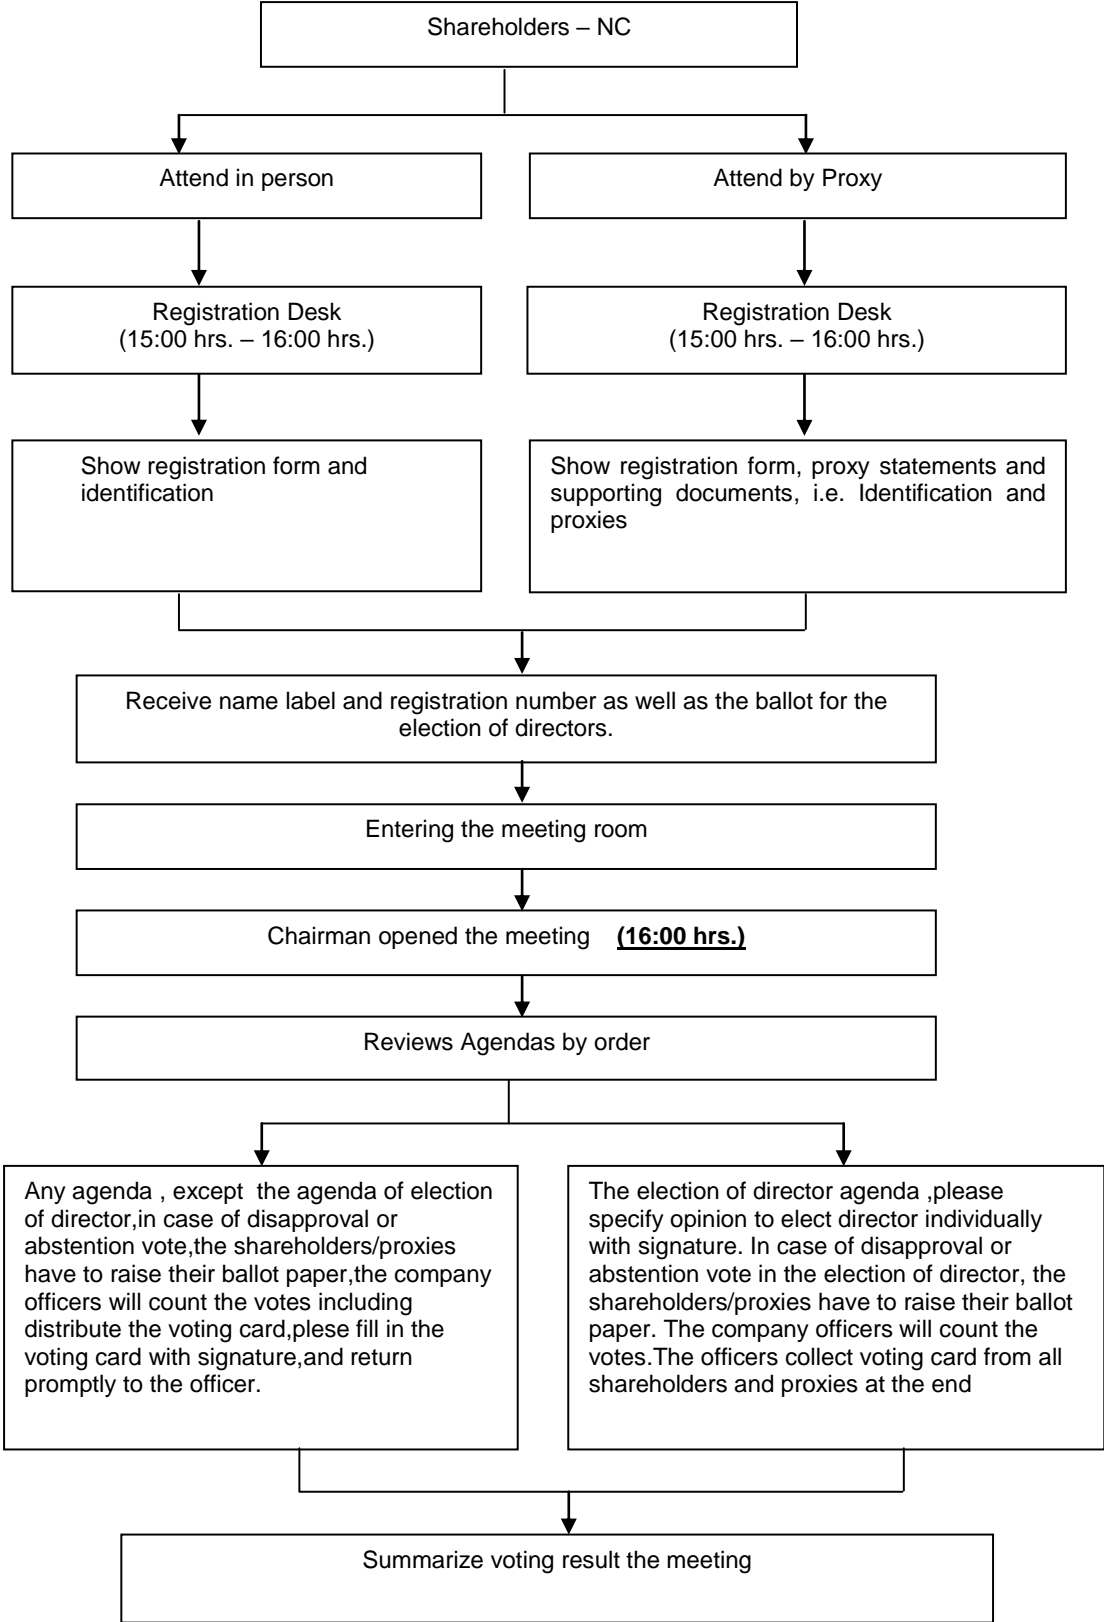 Shareholders – NC
Attend in person
Attend by Proxy
Registration Desk
(15:00 hrs. – 16:00 hrs.)
Registration Desk
(15:00 hrs. – 16:00 hrs.)
Show registration form and
identification
Show registration form, proxy statements and
supporting documents, i.e. Identification and
proxies
Receive name label and registration number as well as the ballot for the
election of directors.
Entering the meeting room
Chairman opened the meeting (16:00 hrs.)
Reviews Agendas by order
Any agenda , except the agenda of election
of director,in case of disapproval or
abstention vote,the shareholders/proxies
have to raise their ballot paper,the company
officers will count the votes including
distribute the voting card,plese fill in the
voting card with signature,and return
promptly to the officer.
The election of director agenda ,please
specify opinion to elect director individually
with signature. In case of disapproval or
abstention vote in the election of director, the
shareholders/proxies have to raise their ballot
paper. The company officers will count the
votes.The officers collect voting card from all
shareholders and proxies at the end
Summarize voting result the meeting